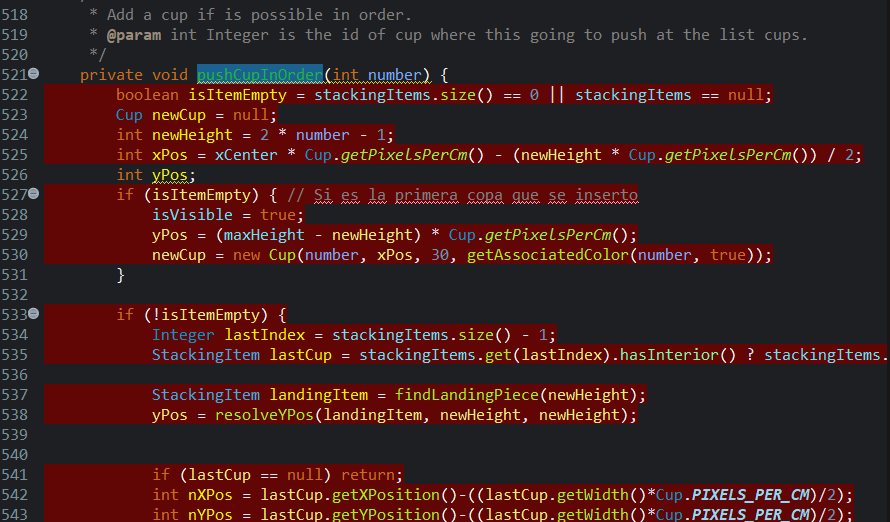 518 * Add a cup if is possible in order.
519 * @param int Integer is the id of cup where this going to push at the list cups.
520 */
521 private void pushCupInOrder(int number) {
522 boolean isItemEmpty = stackingItems.size() == 0 || stackingItems == null;
523 Cup newCup = null;
524 int newHeight = 2 * number - 1;
525 int xPos = xCenter * Cup.getPixelsPerCm() - (newHeight * Cup.getPixelsPerCm()) / 2;
526 int yPos;
527 if (isItemEmpty) { // Si es la primera copa que se inserto
528 isVisible = true;
529 yPos = (maxHeight - newHeight) * Cup.getPixelsPerCm();
530 newCup = new Cup(number, xPos, 30, getAssociatedColor(number, true));
531 }
532
533 if (!isItemEmpty) {
534 Integer lastIndex = stackingItems.size() - 1;
535 StackingItem lastCup = stackingItems.get(lastIndex).hasInterior() ? stackingItems.
536
537 StackingItem landingItem = findLandingPiece(newHeight);
538 yPos = resolveYPos(landingItem, newHeight, newHeight);
539
540
541 if (lastCup == null) return;
542 int nXPos = lastCup.getXPosition()-((lastCup.getWidth()*Cup.PIXELS_PER_CM)/2);
543 int nYPos = lastCup.getYPosition()-((lastCup.getWidth()*Cup.PIXELS_PER_CM)/2);